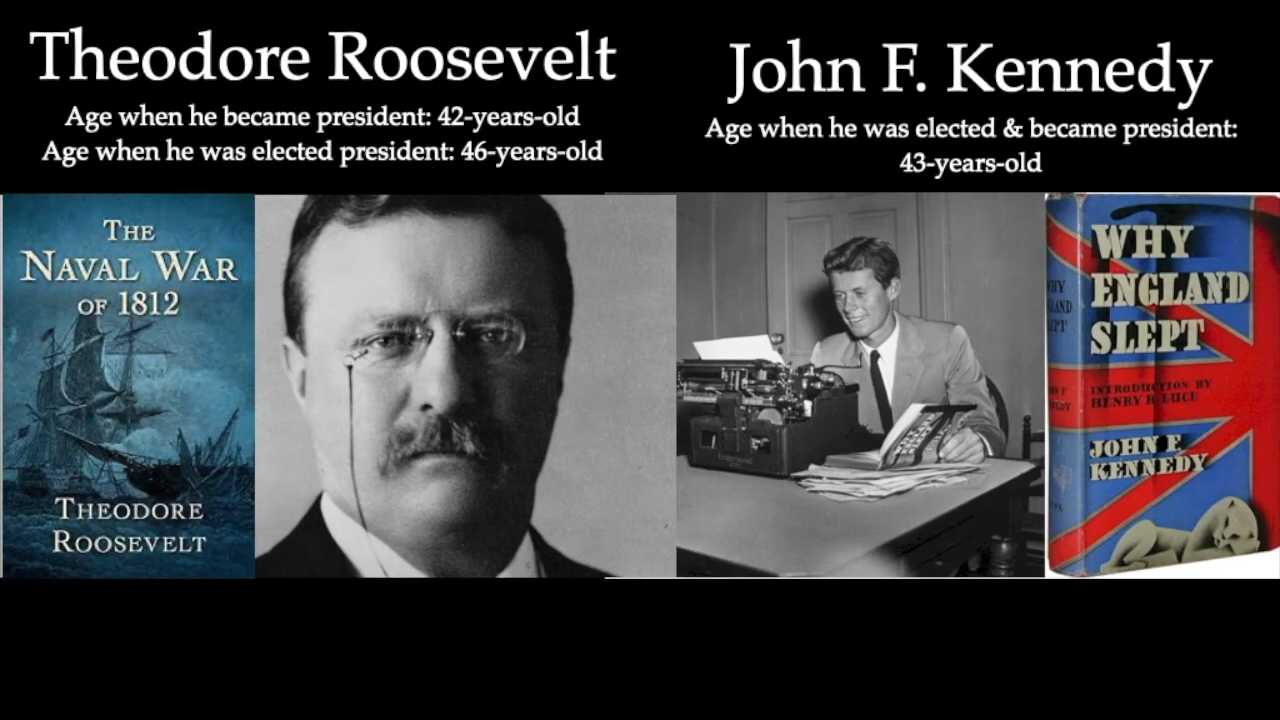 Theodore Roosevelt
Age when he became president: 42-years-old
Age when he was elected president: 46-years-old
John F. Kennedy
Age when he was elected & became president:
43-years-old
THE
NAVAL WAR
OF 1812
THEODORE
ROOSEVELT
WHY
ENGLAND
SLEPT
INTRODUCTION BY
HENRY R. LUCE
JOHN F.
KENNEDY